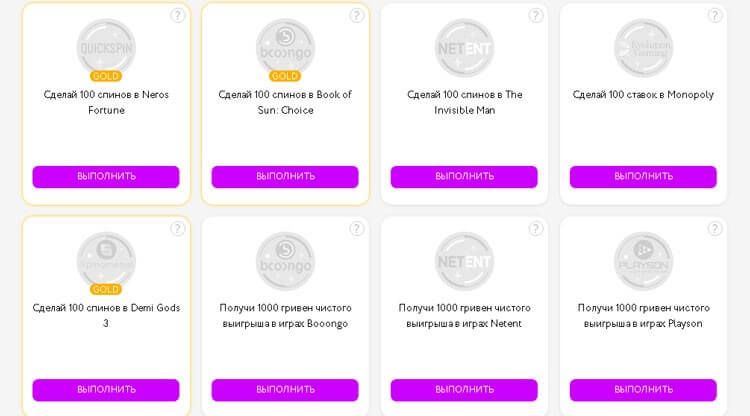 ?
QUICKSPIN
GOLD
Сделай 100 спинов в Neros
Fortune
ВЫПОЛНИТЬ
?
booongo
GOLD
Сделай 100 спинов в Book of
Sun: Choice
ВЫПОЛНИТЬ
?
NETENT
Сделай 100 спинов в The
Invisible Man
ВЫПОЛНИТЬ
?
Evolution
Gaming
Сделай 100 ставок в Monopoly
ВЫПОЛНИТЬ
?
GOLD
Сделай 100 спинов в Demi Gods
3
ВЫПОЛНИТЬ
?
booongo
Получи 1000 гривен чистого
выигрыша в играх Booongo
ВЫПОЛНИТЬ
?
NETENT
Получи 1000 гривен чистого
выигрыша в играх Netent
ВЫПОЛНИТЬ
?
PLAYSON
Получи 1000 гривен чистого
выигрыша в играх Playson
ВЫПОЛНИТЬ